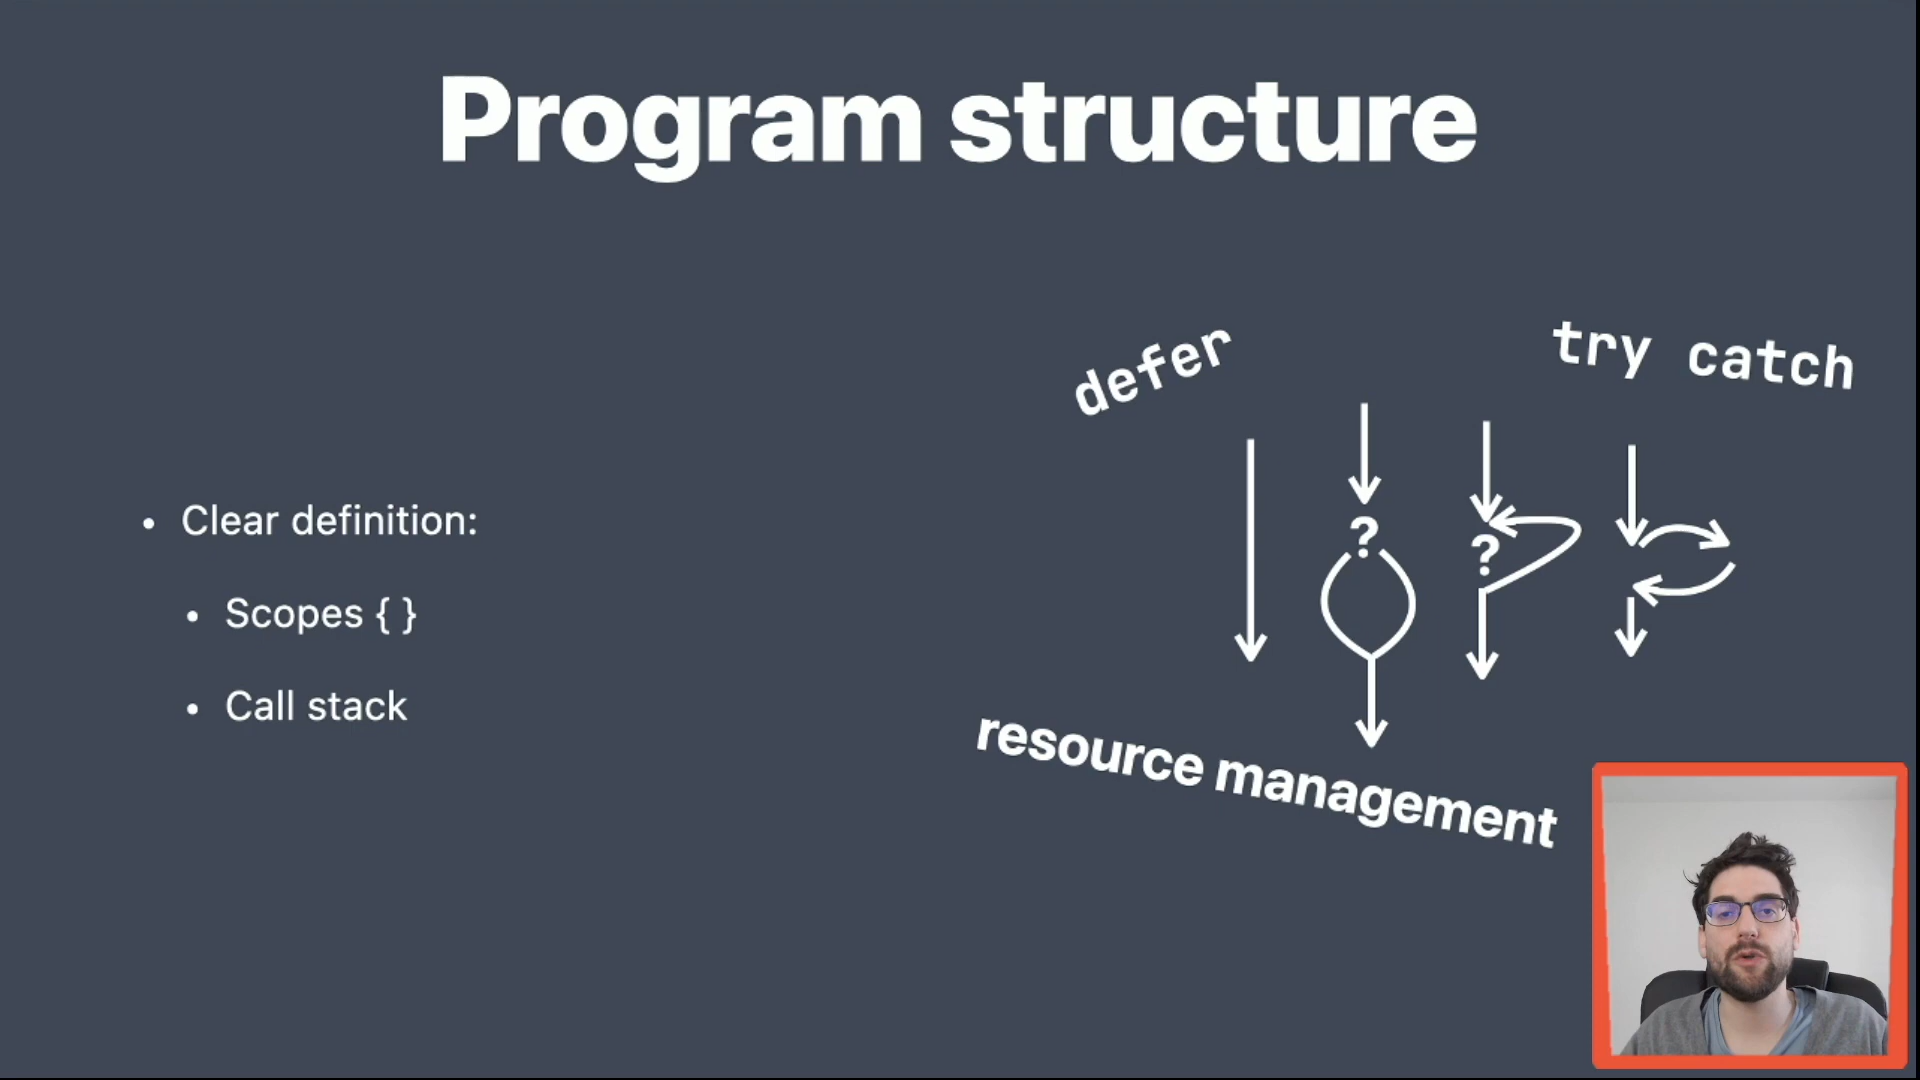 Program structure
defer
try catch
• Clear definition:
• Scopes { }
• Call stack
?
?
resource management